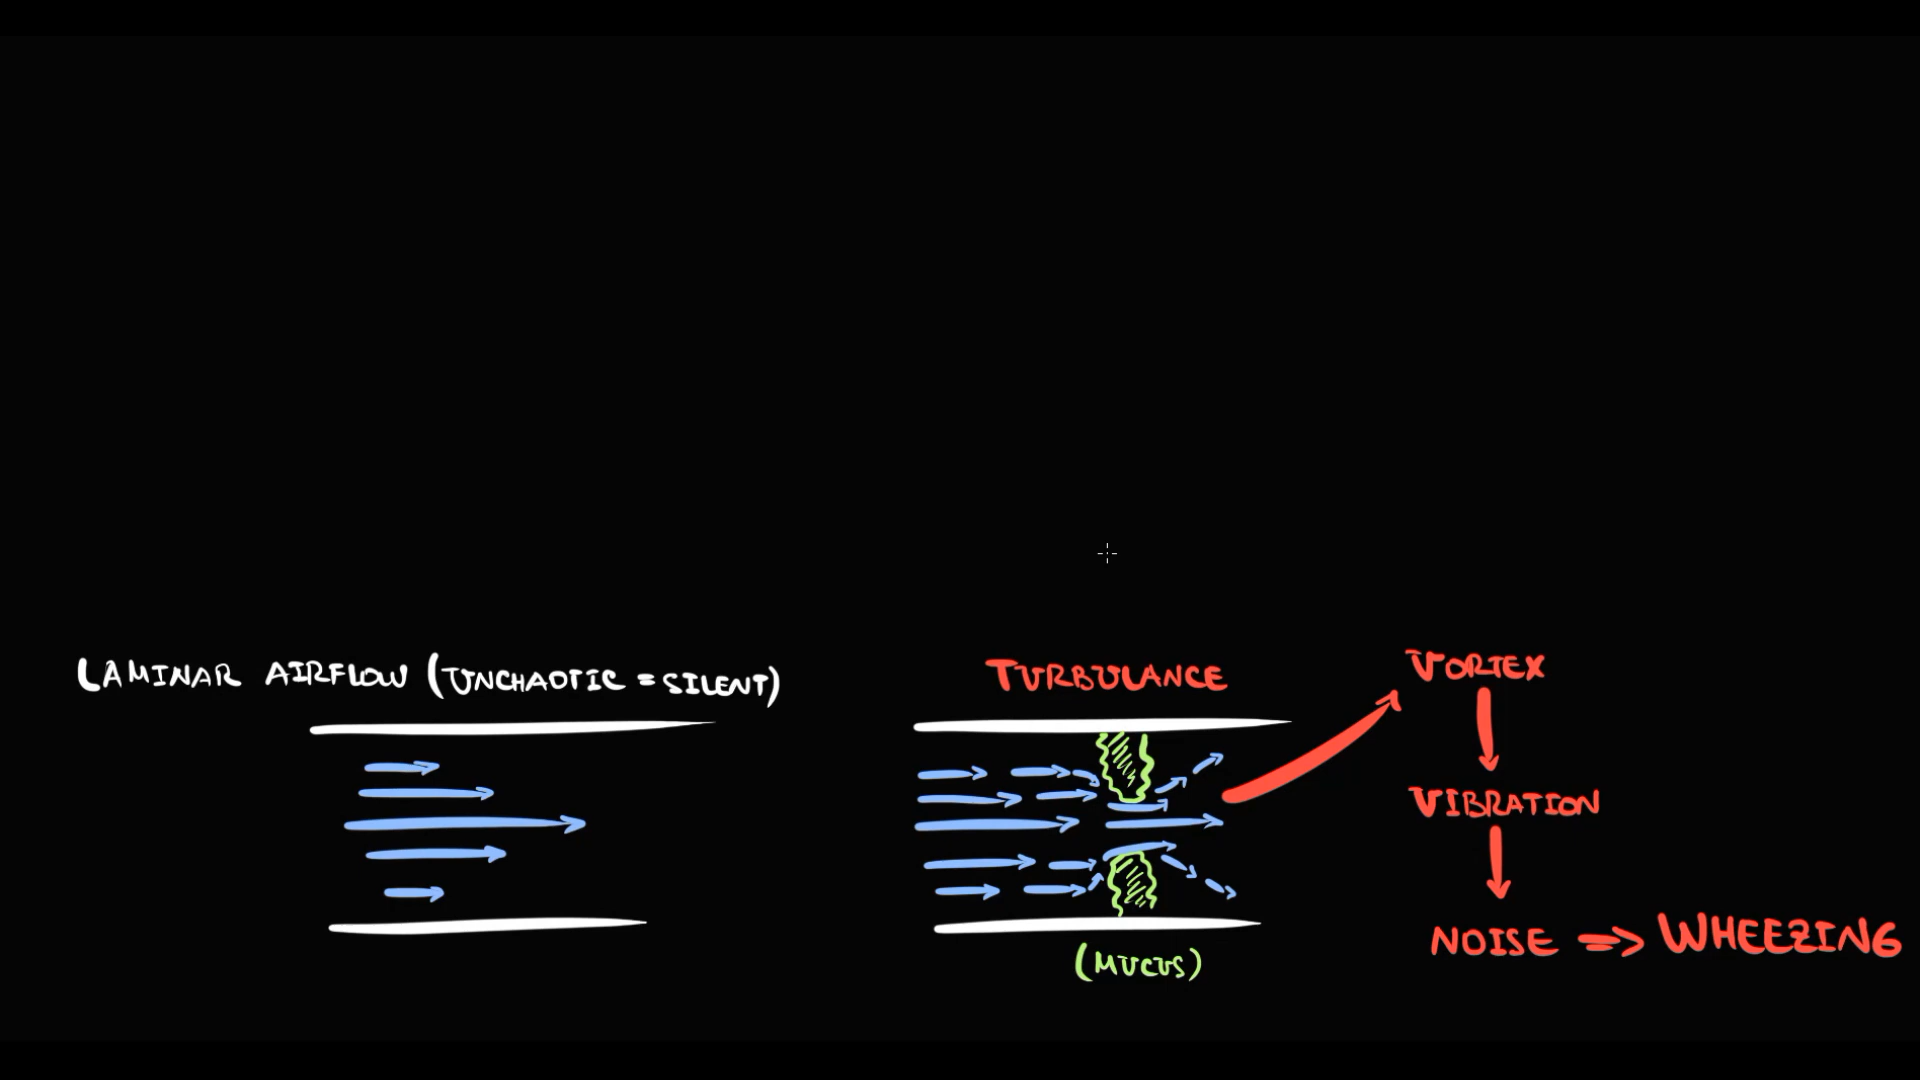 LAMINAR AIRFLOW (UNCHAOTIC = SILENT)
TURBULANCE
(MUCUS)
VORTEX
VIBRATION
NOISE => WHEEZING